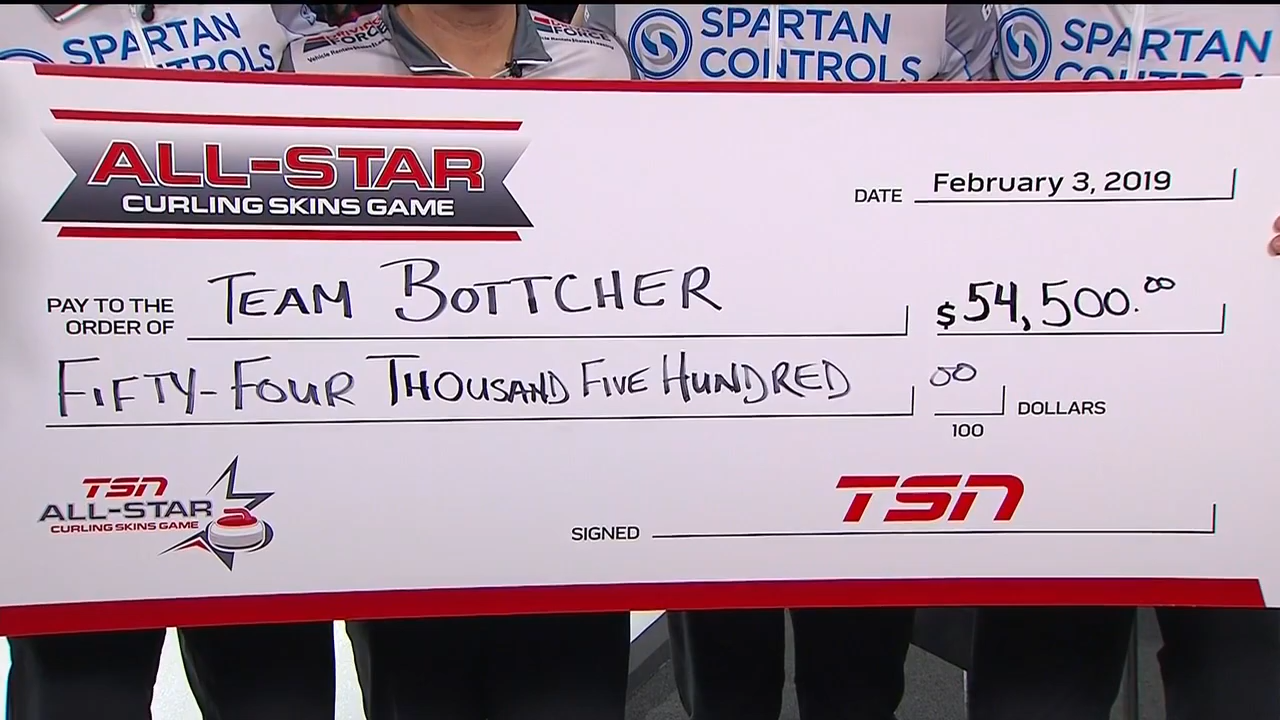 SPARTAN
CONTROLS
DRIVING
FORCE
FORCE
SPARTAN
CONTROLS
SPARTAN
ALL-STAR
CURLING SKINS GAME
DATE February 3, 2019
PAY TO THE
ORDER OF TEAM BOTTCHER $54,500.00
FIFTY-FOUR THOUSAND FIVE HUNDRED 00
100 DOLLARS
TSN
ALL-STAR
CURLING SKINS GAME
SIGNED TSN